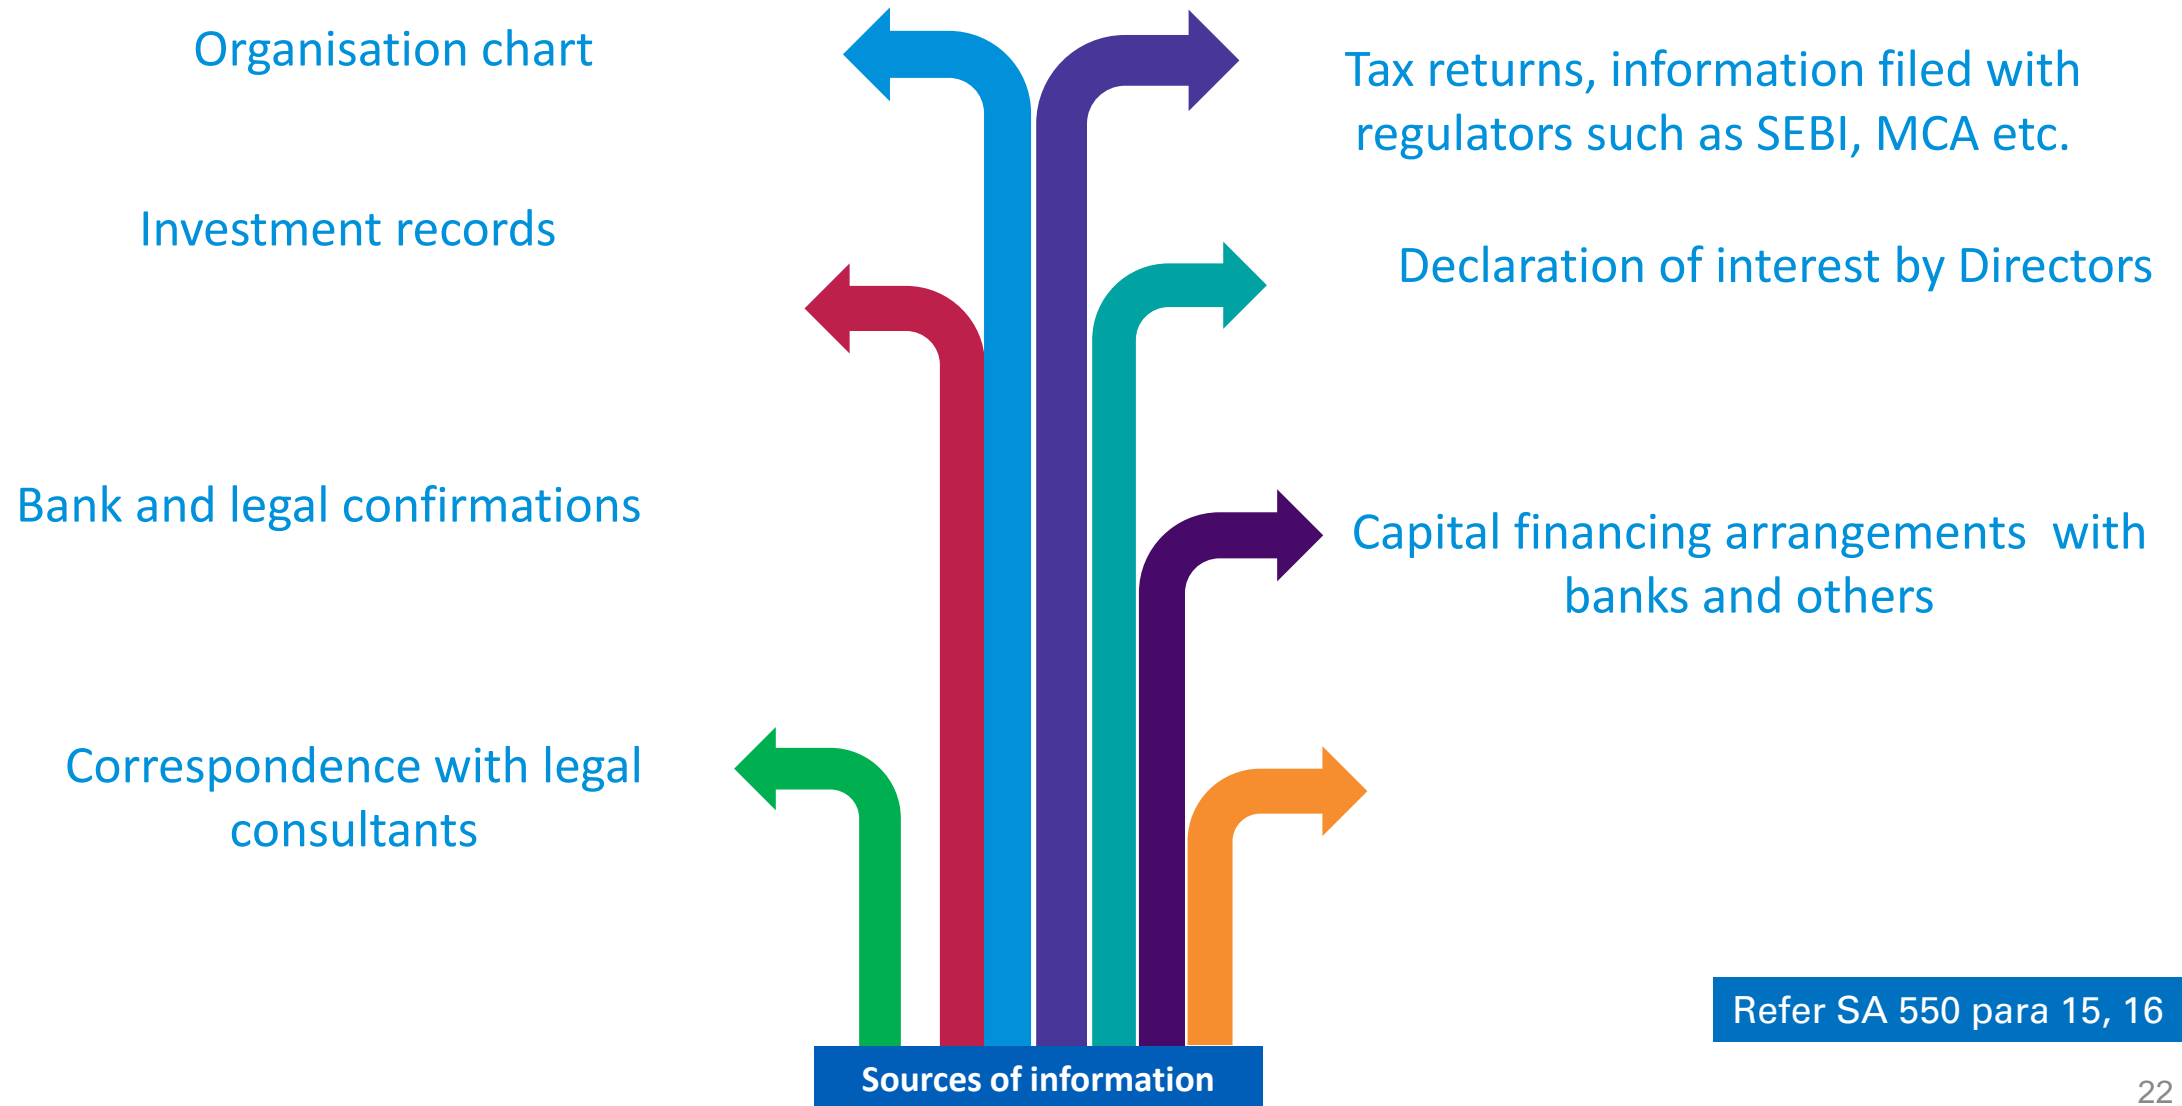 Organisation chart
Investment records
Bank and legal confirmations
Correspondence with legal
consultants
Tax returns, information filed with
regulators such as SEBI, MCA etc.
Declaration of interest by Directors
Capital financing arrangements  with
banks and others
Refer SA 550 para 15, 16
Sources of information
22